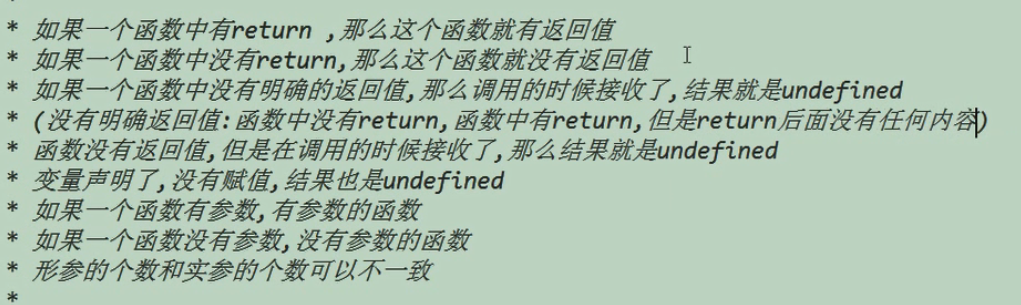 * 如果一个函数中有return ,那么这个函数就有返回值
* 如果一个函数中没有return,那么这个函数就没有返回值
* 如果一个函数中没有明确的返回值,那么调用的时候接收了,结果就是undefined
* (没有明确返回值:函数中没有return,函数中有return,但是return后面没有任何内容)
* 函数没有返回值,但是在调用的时候接收了,那么结果就是undefined
* 变量声明了,没有赋值,结果也是undefined
* 如果一个函数有参数,有参数的函数
* 如果一个函数没有参数,没有参数的函数
* 形参的个数和实参的个数可以不一致
*